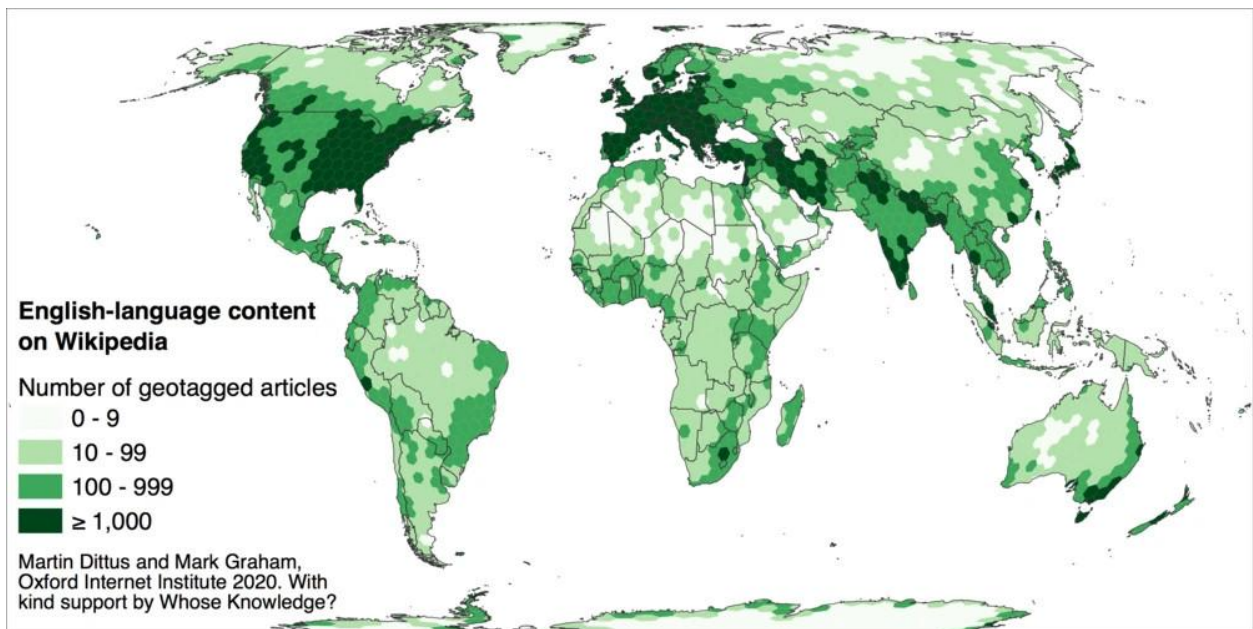 English-language content
on Wikipedia
Number of geotagged articles
0 - 9
10 - 99
100 - 999
≥ 1,000
Martin Dittus and Mark Graham,
Oxford Internet Institute 2020. With
kind support by Whose Knowledge?